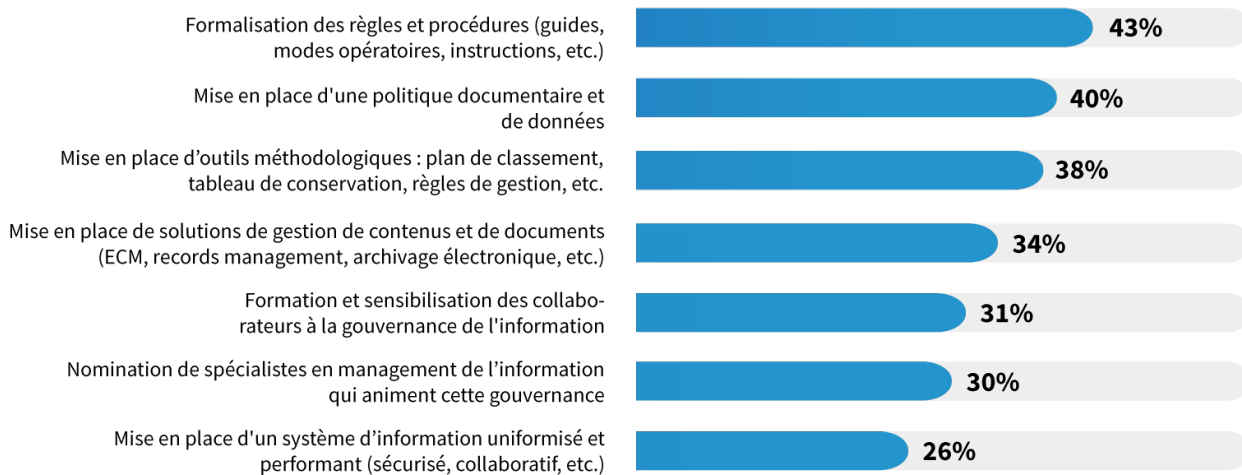 Formalisation des règles et procédures (guides,
modes opératoires, instructions, etc.)
43%
Mise en place d'une politique documentaire et
de données
40%
Mise en place d’outils méthodologiques : plan de classement,
tableau de conservation, règles de gestion, etc.
38%
Mise en place de solutions de gestion de contenus et de documents
(ECM, records management, archivage électronique, etc.)
34%
Formation et sensibilisation des collabo-
rateurs à la gouvernance de l'information
31%
Nomination de spécialistes en management de l’information
qui animent cette gouvernance
30%
Mise en place d'un système d’information uniformisé et
performant (sécurisé, collaboratif, etc.)
26%